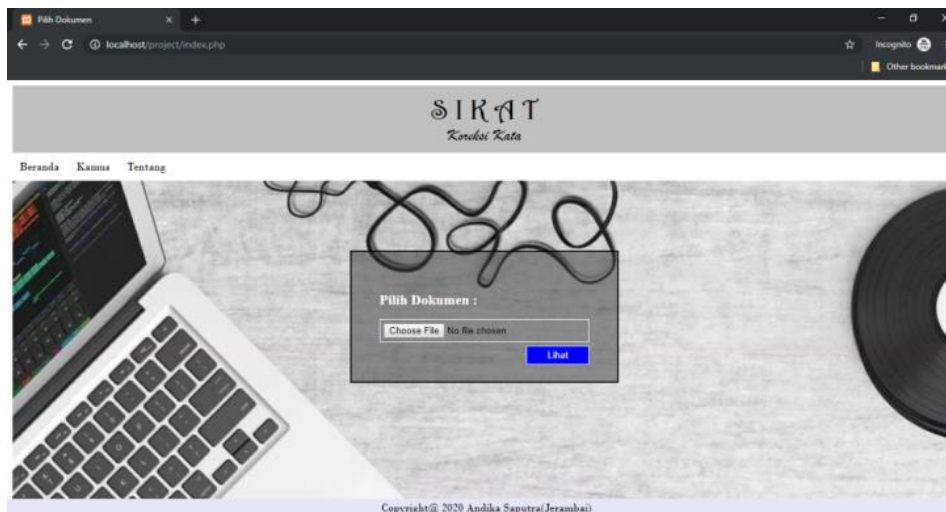 Pilih Dokumen
localhost/project/index.php
Incognito
Other bookmark
SIKAT
Koreksi Kata
Beranda Kamus Tentang
Pilih Dokumen :
Choose File No file chosen
Lihat
Copyright@ 2020 Andika Saputra(Jerambai)